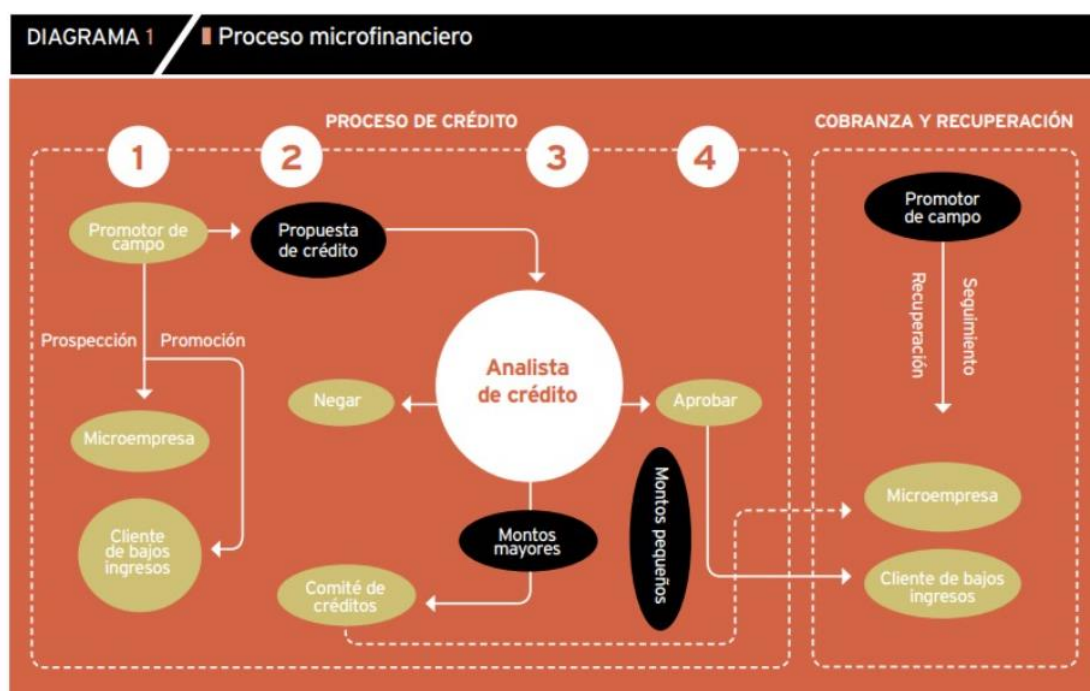 DIAGRAMA 1
Proceso microfinanciero
PROCESO DE CRÉDITO
COBRANZA Y RECUPERACIÓN
1
2
3
4
Promotor de
campo
Propuesta
de crédito
Promotor
de campo
Prospección
Promoción
Recuperación
Seguimiento
Analista
de crédito
Negar
Aprobar
Microempresa
Cliente
de bajos
ingresos
Montos
mayores
Montos pequeños
Comité de
créditos
Microempresa
Cliente de bajos
ingresos